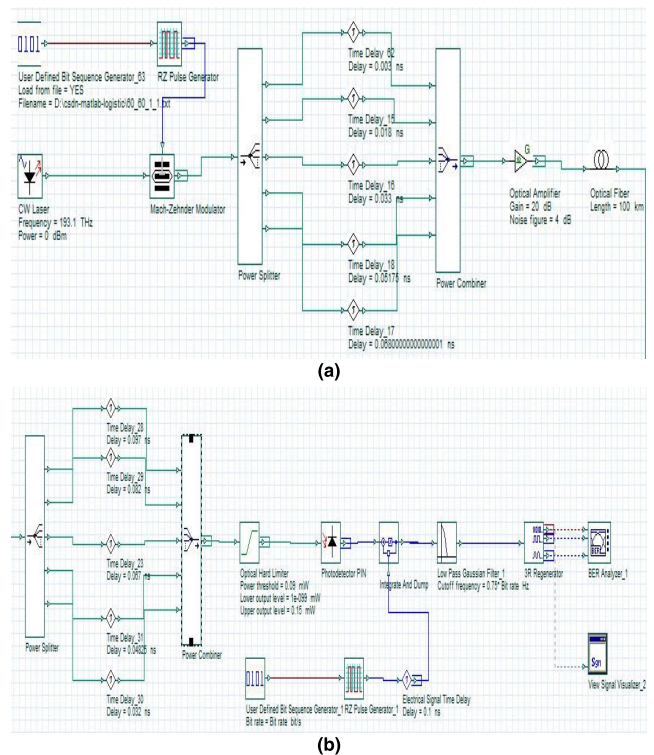 Time Delay_62
Delay = 0.003 ns
User Defined Bit Sequence Generator_63
RZ Pulse Generator
Load from file = YES
Filename = D:\csdn-matlab-logistic\60_60_1_1.txt
Time Delay_15
Delay = 0.018 ns
Time Delay_16
Delay = 0.033 ns
CW Laser
Frequency = 193.1 THz
Power = 0 dBm
Mach-Zehnder Modulator
G
Optical Amplifier
Gain = 20 dB
Noise figure = 4 dB
Optical Fiber
Length = 100 km
Time Delay_18
Delay = 0.05175 ns
Power Splitter
Power Combiner
Time Delay_17
Delay = 0.06800000000000001 ns
(a)
Time Delay_28
Delay = 0.097 ns
Time Delay_29
Delay = 0.082 ns
Time Delay_23
Delay = 0.067 ns
Optical Hard Limiter
Power threshold = 0.09 mW
Lower output level = 1e-099 mW
Upper output level = 0.15 mW
Photodetector PIN
Integrate And Dump
Low Pass Gaussian Filter_1
Cutoff frequency = 0.75* Bit rate Hz
3R Regenerator
BER
BER Analyzer_1
Time Delay_31
Delay = 0.04825 ns
Power Splitter
Power Combiner
Time Delay_30
Delay = 0.032 ns
User Defined Bit Sequence Generator_1
RZ Pulse Generator_1
Bit rate = Bit rate bit/s
Electrical Signal Time Delay
Delay = 0.1 ns
Sgn
View Signal Visualizer_2
(b)